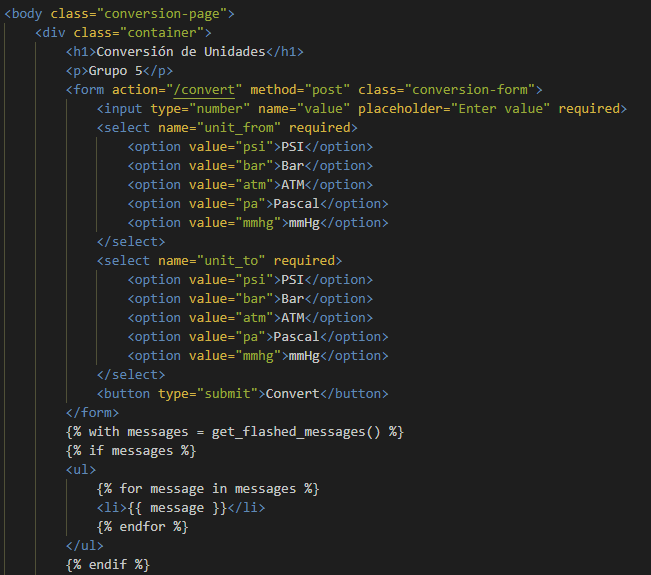 <body class="conversion-page">
<div class="container">
<h1>Conversión de Unidades</h1>
<p>Grupo 5</p>
<form action="/convert" method="post" class="conversion-form">
<input type="number" name="value" placeholder="Enter value" required>
<select name="unit_from" required>
<option value="psi">PSI</option>
<option value="bar">Bar</option>
<option value="atm">ATM</option>
<option value="pa">Pascal</option>
<option value="mmhg">mmHg</option>
</select>
<select name="unit_to" required>
<option value="psi">PSI</option>
<option value="bar">Bar</option>
<option value="atm">ATM</option>
<option value="pa">Pascal</option>
<option value="mmhg">mmHg</option>
</select>
<button type="submit">Convert</button>
</form>
{% with messages = get_flashed_messages() %}
{% if messages %}
<ul>
{% for message in messages %}
<li>{{ message }}</li>
{% endfor %}
</ul>
{% endif %}